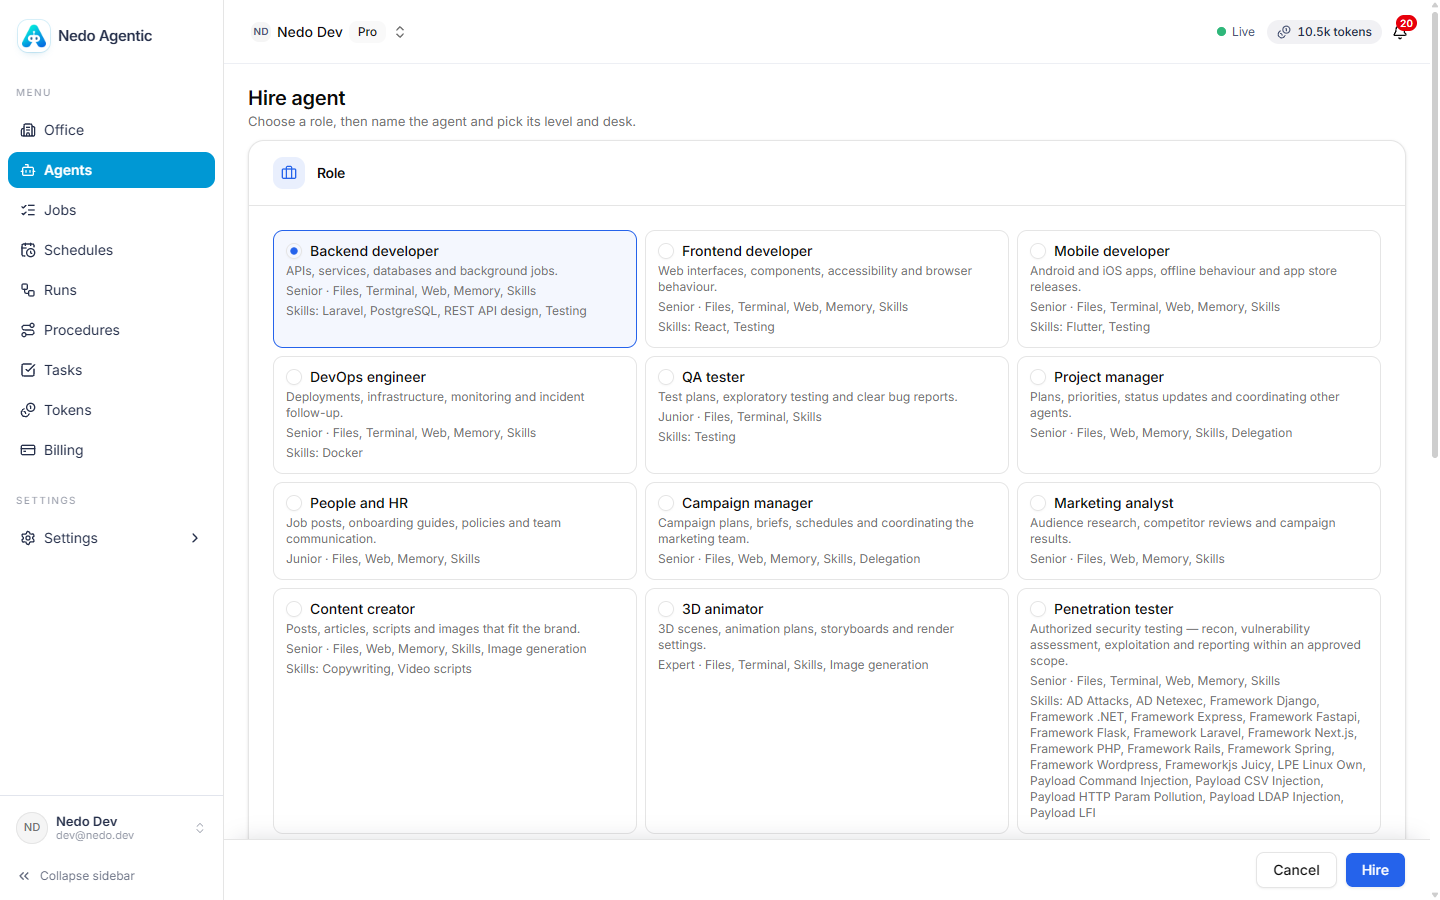 Nedo Agentic
ND Nedo Dev Pro
Live
10.5k tokens
20
MENU
Office
Agents
Jobs
Schedules
Runs
Procedures
Tasks
Tokens
Billing
SETTINGS
Settings
ND
Nedo Dev
dev@nedo.dev
Collapse sidebar
Hire agent
Choose a role, then name the agent and pick its level and desk.
Role
Backend developer
APIs, services, databases and background jobs.
Senior · Files, Terminal, Web, Memory, Skills
Skills: Laravel, PostgreSQL, REST API design, Testing
Frontend developer
Web interfaces, components, accessibility and browser
behaviour.
Senior · Files, Terminal, Web, Memory, Skills
Skills: React, Testing
Mobile developer
Android and iOS apps, offline behaviour and app store
releases.
Senior · Files, Terminal, Web, Memory, Skills
Skills: Flutter, Testing
DevOps engineer
Deployments, infrastructure, monitoring and incident
follow-up.
Senior · Files, Terminal, Web, Memory, Skills
Skills: Docker
QA tester
Test plans, exploratory testing and clear bug reports.
Junior · Files, Terminal, Skills
Skills: Testing
Project manager
Plans, priorities, status updates and coordinating other
agents.
Senior · Files, Web, Memory, Skills, Delegation
People and HR
Job posts, onboarding guides, policies and team
communication.
Junior · Files, Web, Memory, Skills
Campaign manager
Campaign plans, briefs, schedules and coordinating the
marketing team.
Senior · Files, Web, Memory, Skills, Delegation
Marketing analyst
Audience research, competitor reviews and campaign
results.
Senior · Files, Web, Memory, Skills
Content creator
Posts, articles, scripts and images that fit the brand.
Senior · Files, Web, Memory, Skills, Image generation
Skills: Copywriting, Video scripts
3D animator
3D scenes, animation plans, storyboards and render
settings.
Expert · Files, Terminal, Skills, Image generation
Penetration tester
Authorized security testing — recon, vulnerability
assessment, exploitation and reporting within an approved
scope.
Senior · Files, Terminal, Web, Memory, Skills
Skills: AD Attacks, AD Netexec, Framework Django,
Framework .NET, Framework Express, Framework Fastapi,
Framework Flask, Framework Laravel, Framework Next.js,
Framework PHP, Framework Rails, Framework Spring,
Framework Wordpress, Frameworkjs Juicy, LPE Linux Own,
Payload Command Injection, Payload CSV Injection,
Payload HTTP Param Pollution, Payload LDAP Injection,
Payload LFI
Cancel
Hire